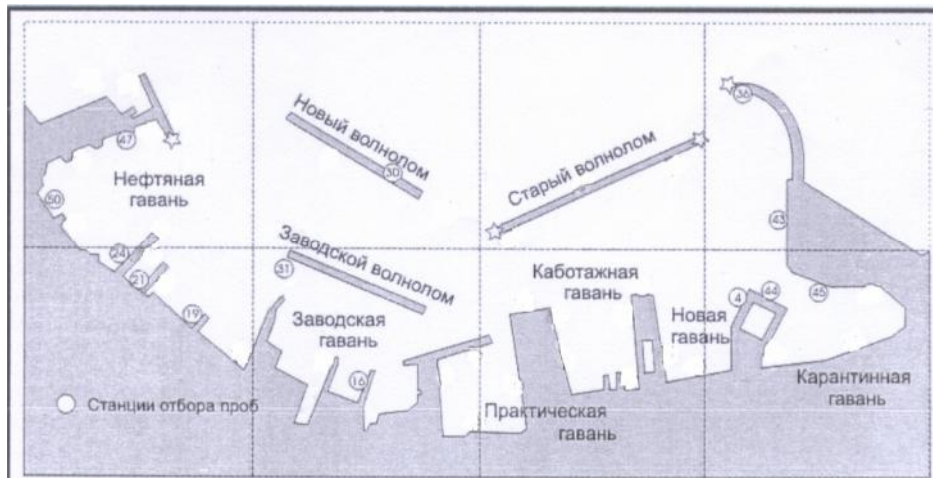 36
Новый волнолом
47
Старый волнолом
30
Нефтяная
гавань
50
43
24
Заводской волнолом
31
21
Каботажная
гавань
4
44
45
19
Заводская
гавань
Новая
гавань
16
Карантинная
гавань
Станции отбора проб
Практическая
гавань